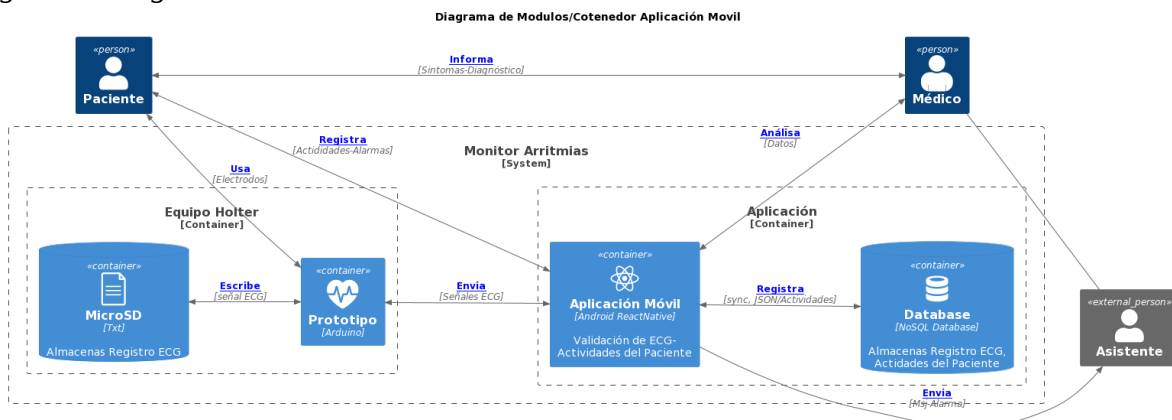 Diagrama de Modulos/Cotenedor Aplicación Movil
«person»
Paciente
Informa
[Sintomas-Diagnóstico]
«person»
Médico
Registra
[Actididades-Alarmas]
Monitor Arritmias
[System]
Análisa
[Datos]
Usa
[Electrodos]
Equipo Holter
[Container]
Aplicación
[Container]
«container»
MicroSD
[Txt]
Almacenas Registro ECG
Escribe
[señal ECG]
«container»
Prototipo
[Arduino]
Envia
[Señales ECG]
«container»
Aplicación Móvil
[Android ReactNative]
Validación de ECG-
Actividades del Paciente
Registra
[sync, JSON/Actividades]
«container»
Database
[NoSQL Database]
Almacenas Registro ECG,
Actidades del Paciente
«external_person»
Asistente
Envia
[Msj-Alarma]